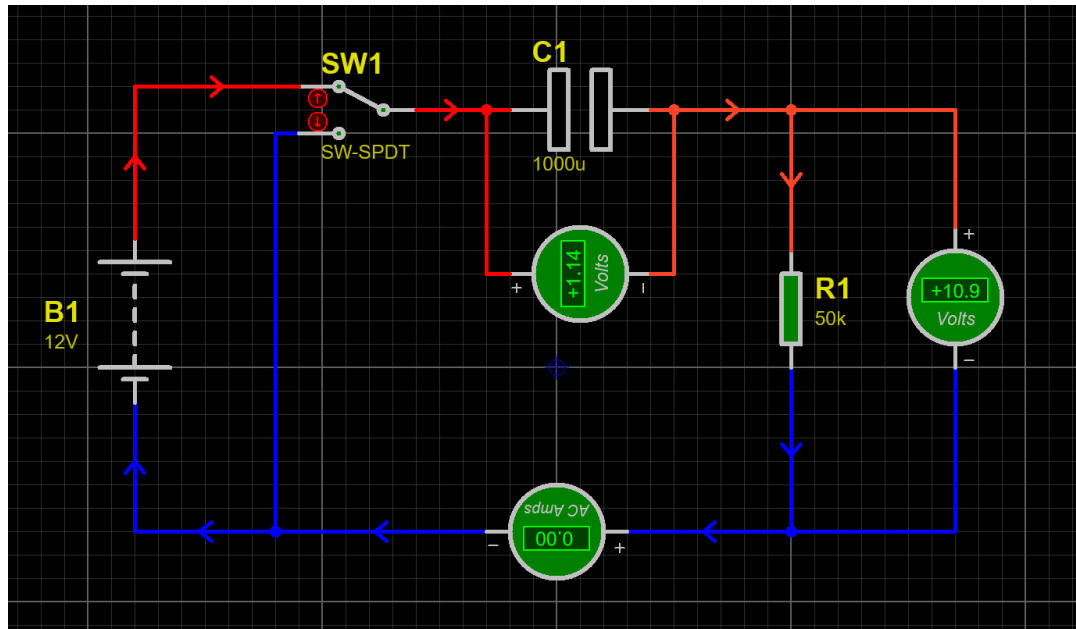 C1
SW1
SW-SPDT
1000u
+1.14
Volts
+
B1
12V
R1
50k
+
+10.9
Volts
−
AC Amps
0.00
−
+